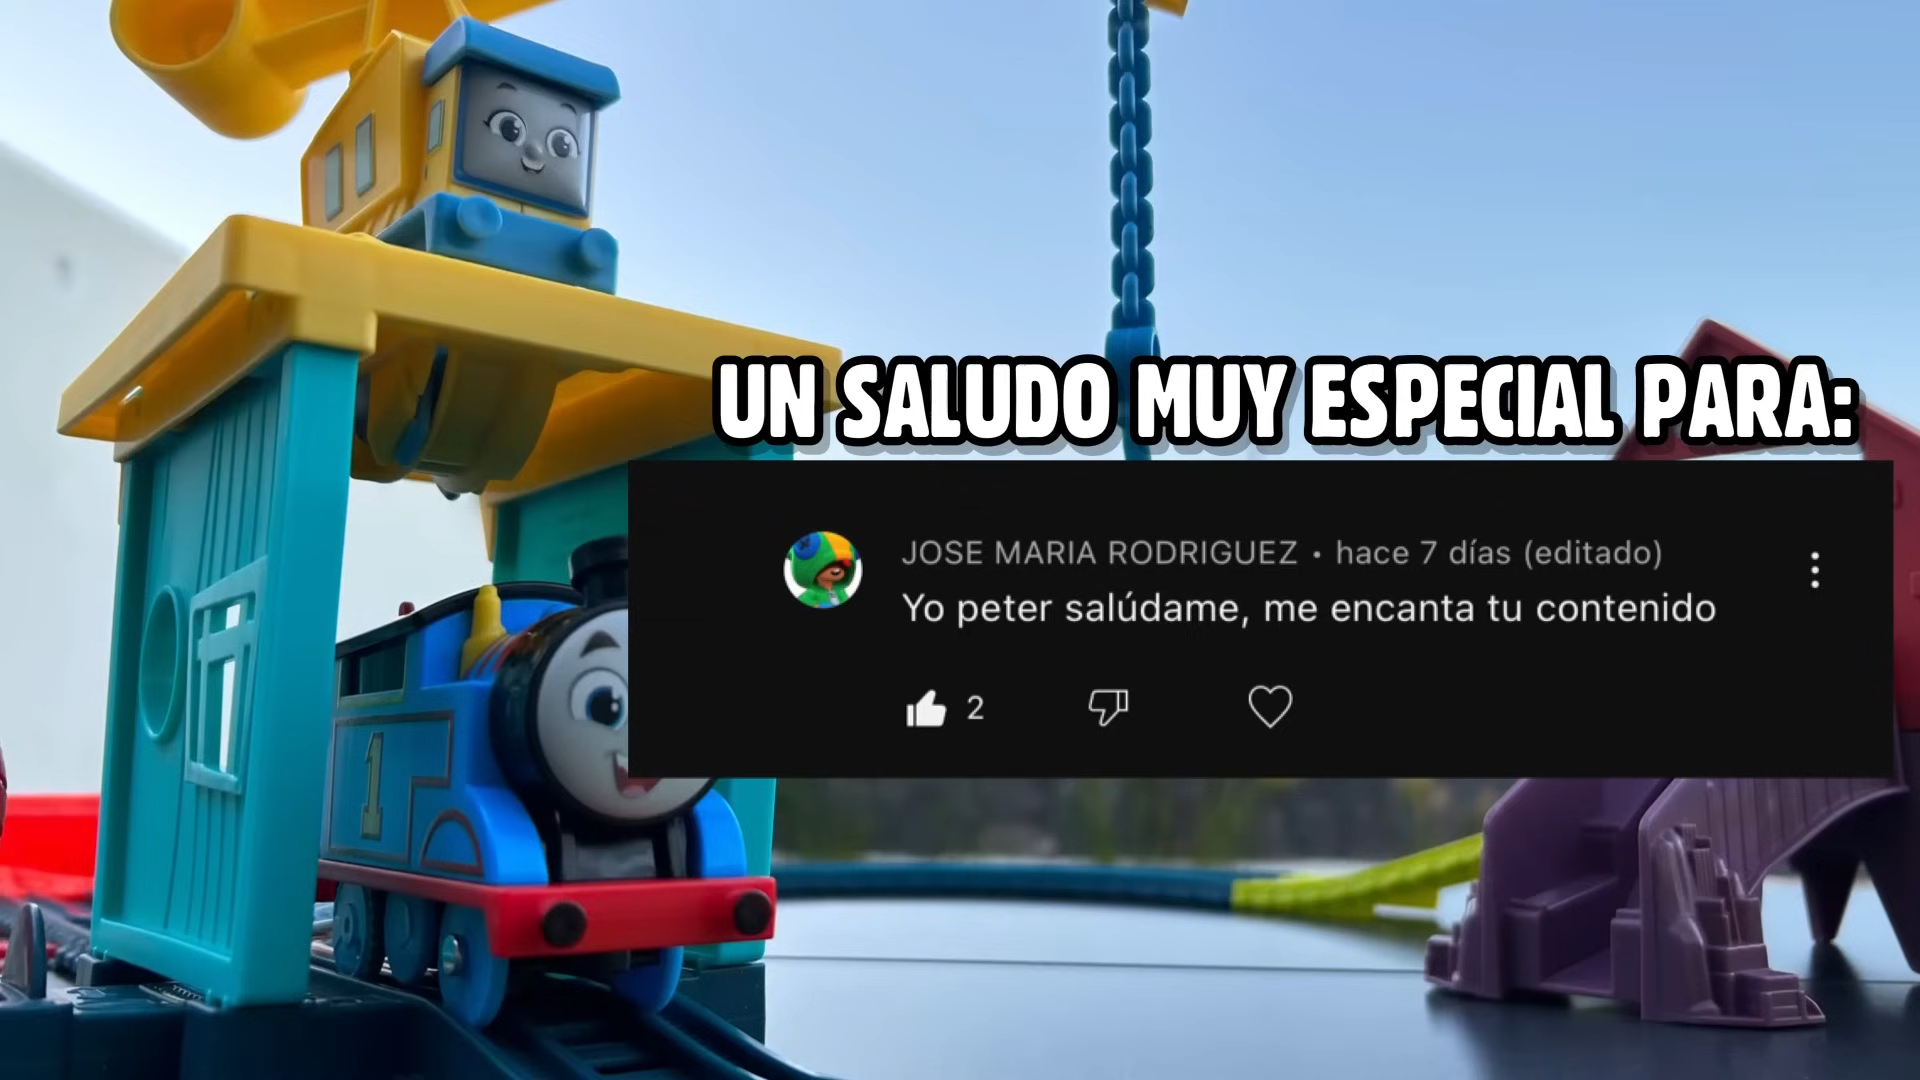 UN SALUDO MUY ESPECIAL PARA:
JOSE MARIA RODRIGUEZ • hace 7 días (editado)
Yo peter salúdame, me encanta tu contenido
2
1